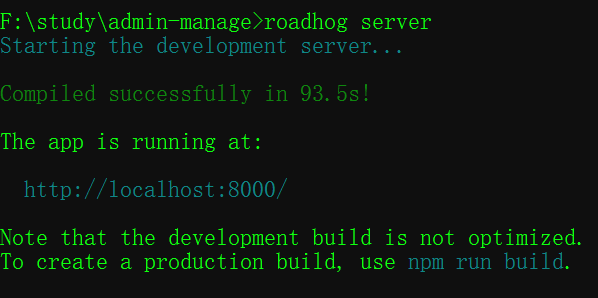 F:\study\admin-manage>roadhog server
Starting the development server...
Compiled successfully in 93.5s!
The app is running at:
http://localhost:8000/
Note that the development build is not optimized.
To create a production build, use npm run build.